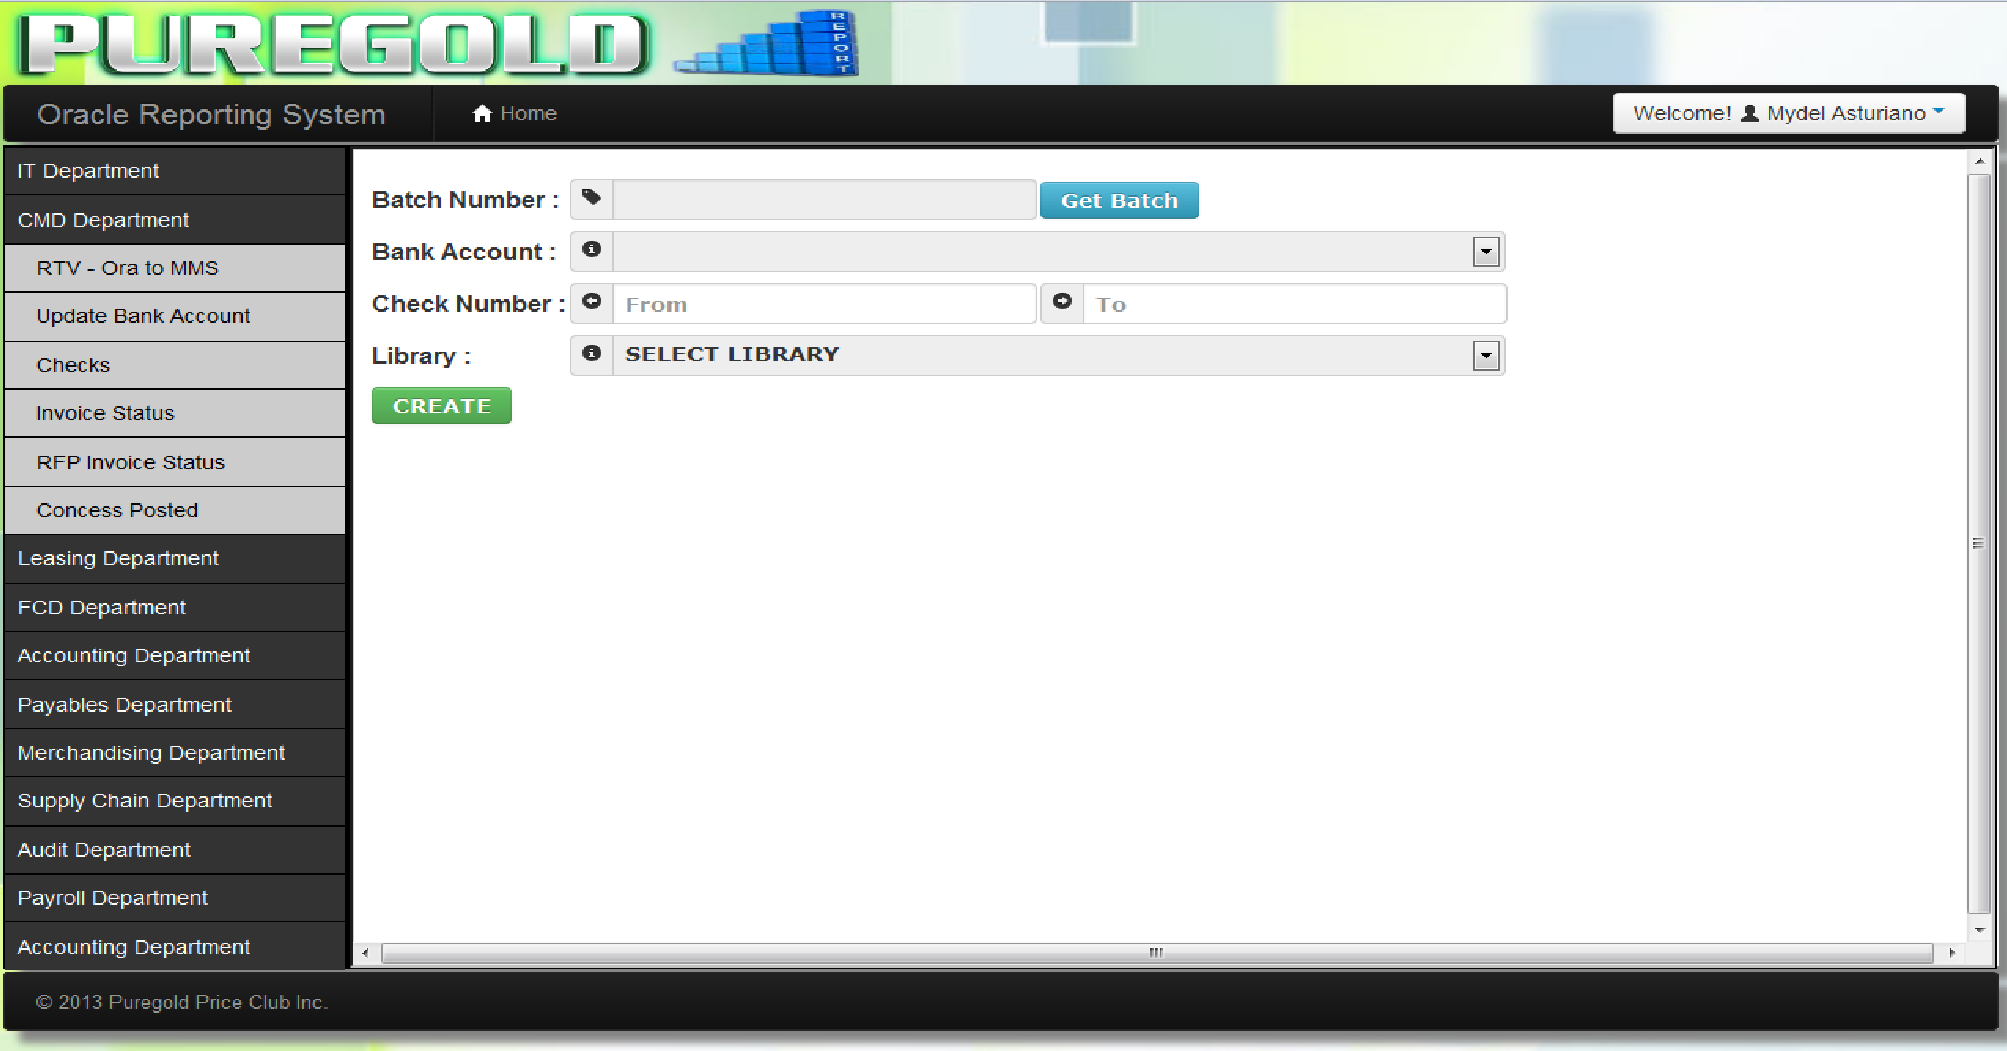 PUREGOLD
REPORT
Oracle Reporting System
Home
Welcome! Mydel Asturiano
IT Department
CMD Department
RTV - Ora to MMS
Update Bank Account
Checks
Invoice Status
RFP Invoice Status
Concess Posted
Leasing Department
FCD Department
Accounting Department
Payables Department
Merchandising Department
Supply Chain Department
Audit Department
Payroll Department
Accounting Department
Batch Number :
Get Batch
Bank Account :
Check Number :
From
To
Library :
SELECT LIBRARY
CREATE
© 2013 Puregold Price Club Inc.